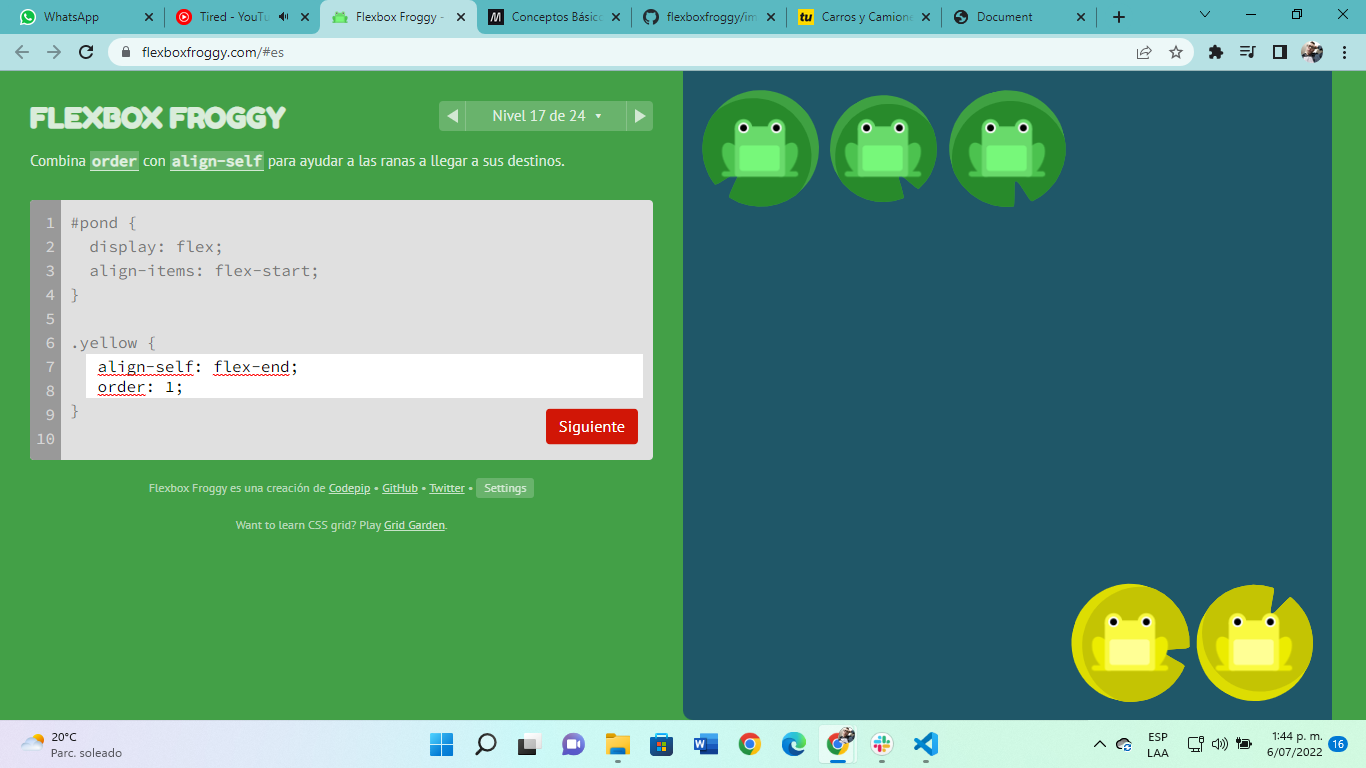 WhatsApp
Tired - YouTu
Flexbox Froggy -
Conceptos Básico
flexboxfroggy/im
Carros y Camione
Document
flexboxfroggy.com/#es
FLEXBOX FROGGY
Nivel 17 de 24
Combina order con align-self para ayudar a las ranas a llegar a sus destinos.
1 #pond {
2 display: flex;
3 align-items: flex-start;
4 }
5
6 .yellow {
7 align-self: flex-end;
8 order: 1;
9 }
10
Siguiente
Flexbox Froggy es una creación de Codepip • GitHub • Twitter • Settings
Want to learn CSS grid? Play Grid Garden.
20°C
Parc. soleado
ESP
LAA
1:44 p. m.
6/07/2022
16